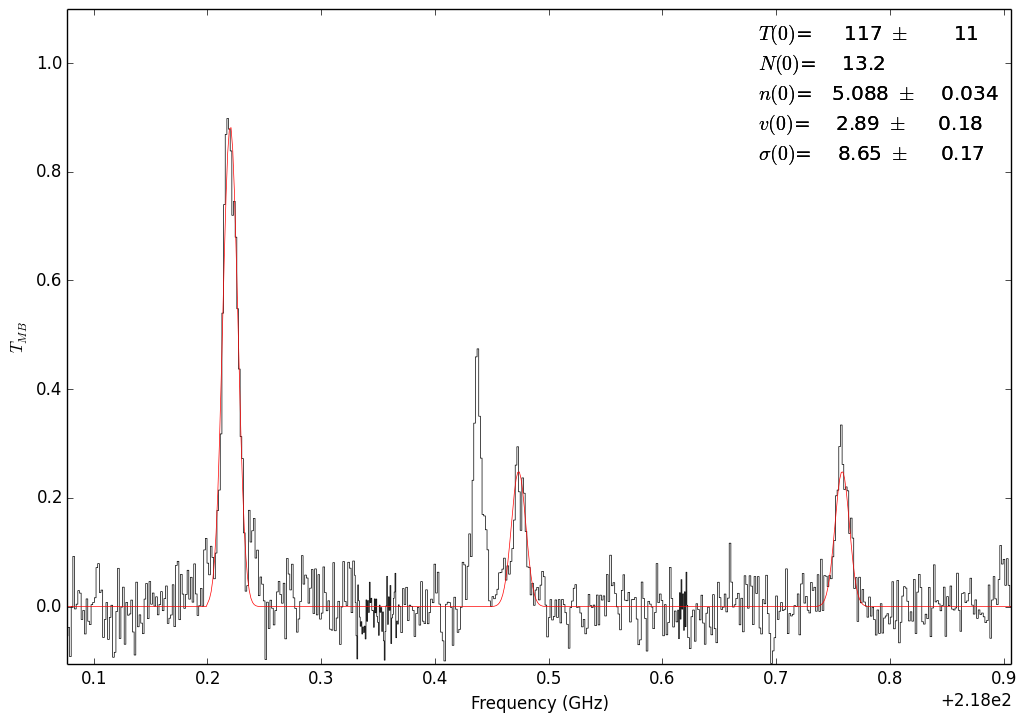 T(0)= 117 ± 11
N(0)= 13.2
n(0)= 5.088 ± 0.034
v(0)= 2.89 ± 0.18
σ(0)= 8.65 ± 0.17
1.0
0.8
0.6
0.4
0.2
0.0
T_MB
0.1 0.2 0.3 0.4 0.5 0.6 0.7 0.8 0.9
Frequency (GHz)
+2.18e2